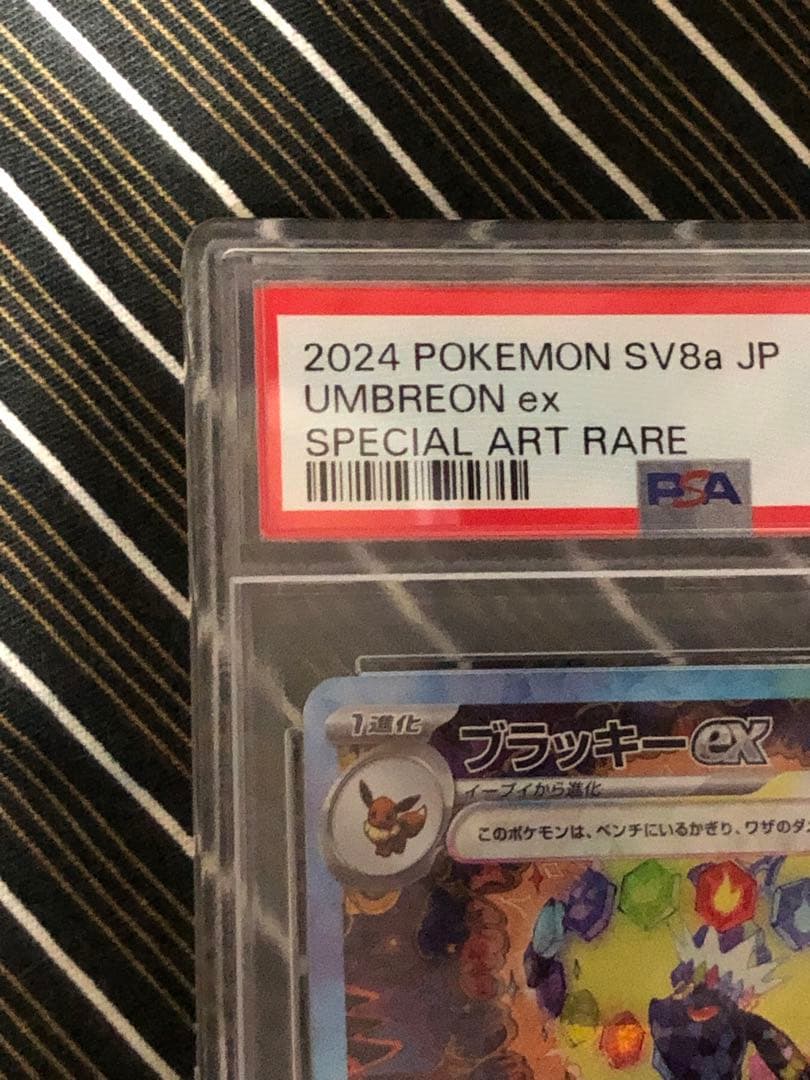 2024 POKEMON SV8a JP
UMBREON ex
SPECIAL ART RARE
PSA
1進化
ブラッキーex
イーブイから進化
このポケモンは、ベンチにいるかぎり、ワザのダ